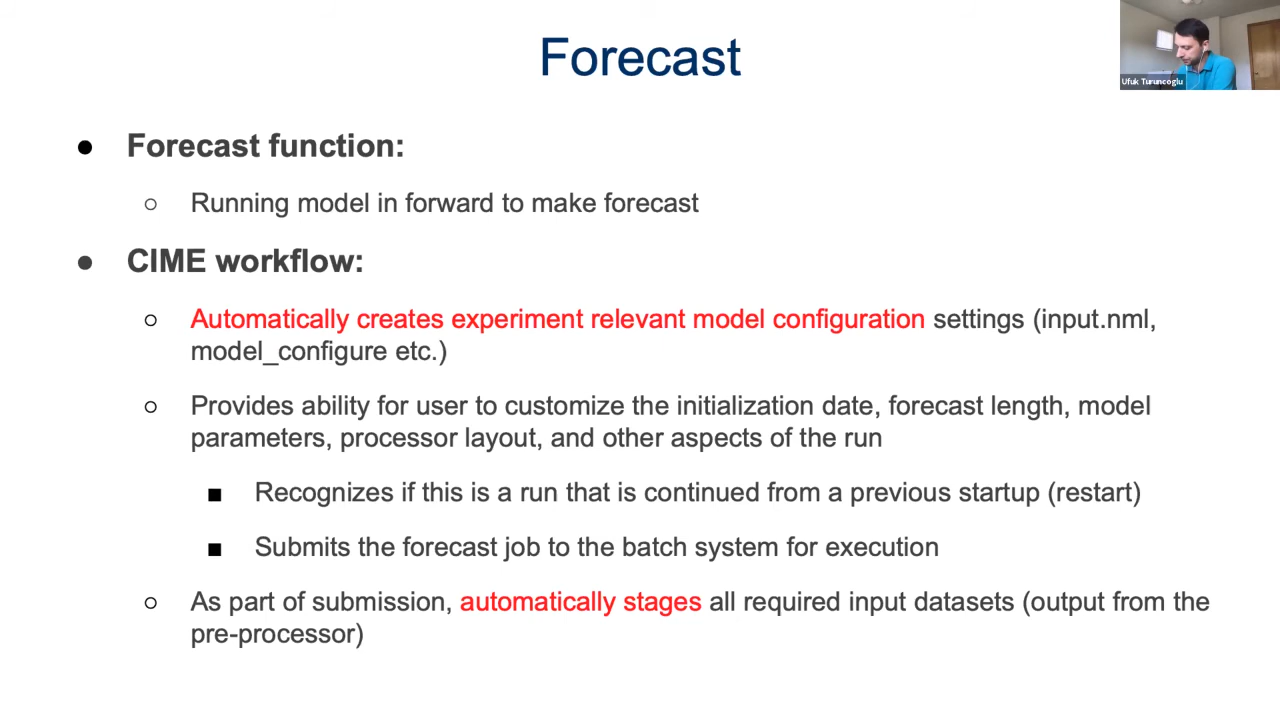 Forecast
Ufuk Turuncoglu
● Forecast function:
○ Running model in forward to make forecast
● CIME workflow:
○ Automatically creates experiment relevant model configuration settings (input.nml,
model_configure etc.)
○ Provides ability for user to customize the initialization date, forecast length, model
parameters, processor layout, and other aspects of the run
■ Recognizes if this is a run that is continued from a previous startup (restart)
■ Submits the forecast job to the batch system for execution
○ As part of submission, automatically stages all required input datasets (output from the
pre-processor)